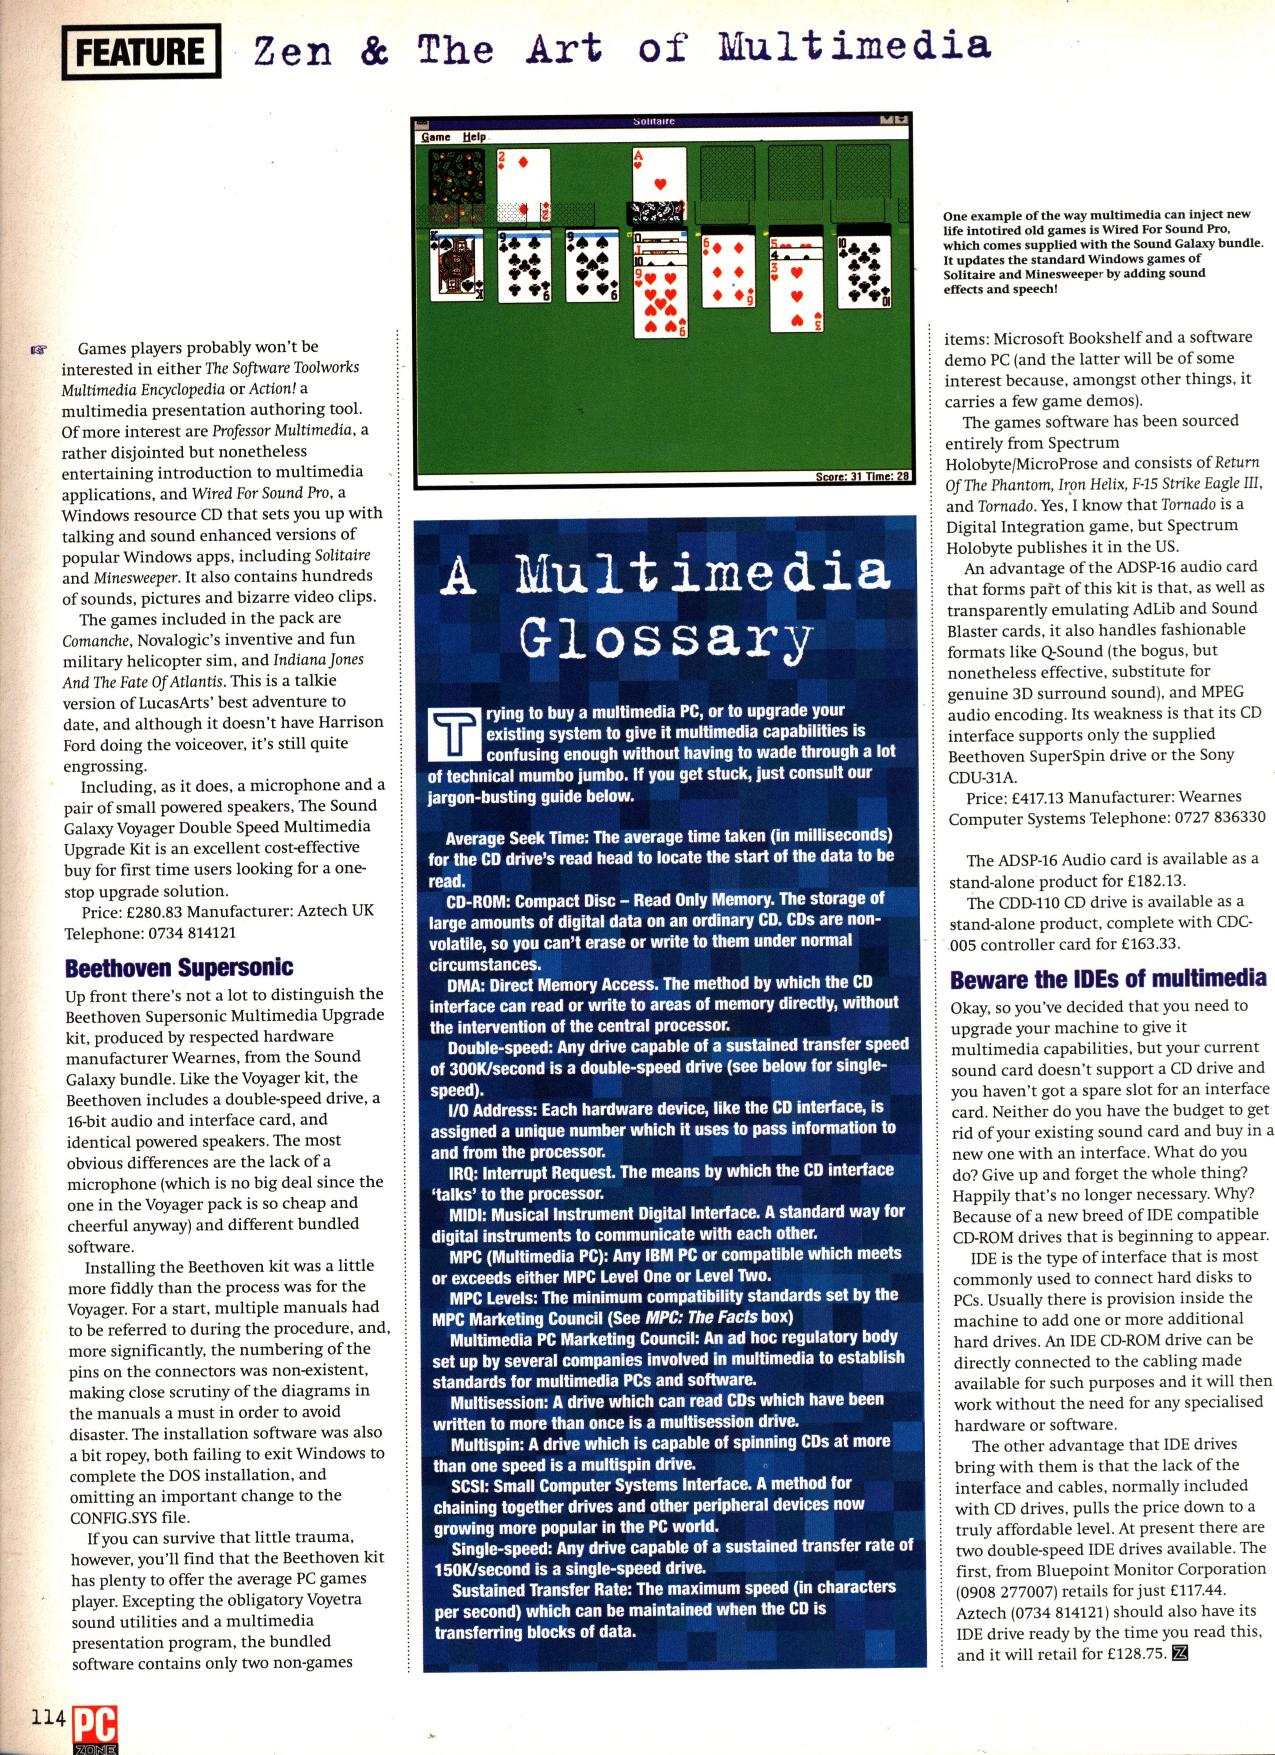 FEATURE Zen & The Art of Multimedia
Solitaire
Game Help
Score: 31 Time: 28
One example of the way multimedia can inject new
life intotired old games is Wired For Sound Pro,
which comes supplied with the Sound Galaxy bundle.
It updates the standard Windows games of
Solitaire and Minesweeper by adding sound
effects and speech!
Games players probably won't be
interested in either The Software Toolworks
Multimedia Encyclopedia or Action! a
multimedia presentation authoring tool.
Of more interest are Professor Multimedia, a
rather disjointed but nonetheless
entertaining introduction to multimedia
applications, and Wired For Sound Pro, a
Windows resource CD that sets you up with
talking and sound enhanced versions of
popular Windows apps, including Solitaire
and Minesweeper. It also contains hundreds
of sounds, pictures and bizarre video clips.
The games included in the pack are
Comanche, Novalogic's inventive and fun
military helicopter sim, and Indiana Jones
And The Fate Of Atlantis. This is a talkie
version of LucasArts' best adventure to
date, and although it doesn't have Harrison
Ford doing the voiceover, it's still quite
engrossing.
Including, as it does, a microphone and a
pair of small powered speakers, The Sound
Galaxy Voyager Double Speed Multimedia
Upgrade Kit is an excellent cost-effective
buy for first time users looking for a one-
stop upgrade solution.
Price: £280.83 Manufacturer: Aztech UK
Telephone: 0734 814121
Beethoven Supersonic
Up front there's not a lot to distinguish the
Beethoven Supersonic Multimedia Upgrade
kit, produced by respected hardware
manufacturer Wearnes, from the Sound
Galaxy bundle. Like the Voyager kit, the
Beethoven includes a double-speed drive, a
16-bit audio and interface card, and
identical powered speakers. The most
obvious differences are the lack of a
microphone (which is no big deal since the
one in the Voyager pack is so cheap and
cheerful anyway) and different bundled
software.
Installing the Beethoven kit was a little
more fiddly than the process was for the
Voyager. For a start, multiple manuals had
to be referred to during the procedure, and,
more significantly, the numbering of the
pins on the connectors was non-existent,
making close scrutiny of the diagrams in
the manuals a must in order to avoid
disaster. The installation software was also
a bit ropey, both failing to exit Windows to
complete the DOS installation, and
omitting an important change to the
CONFIG.SYS file.
If you can survive that little trauma,
however, you'll find that the Beethoven kit
has plenty to offer the average PC games
player. Excepting the obligatory Voyetra
sound utilities and a multimedia
presentation program, the bundled
software contains only two non-games
A Multimedia
Glossary
Trying to buy a multimedia PC, or to upgrade your
existing system to give it multimedia capabilities is
confusing enough without having to wade through a lot
of technical mumbo jumbo. If you get stuck, just consult our
jargon-busting guide below.
Average Seek Time: The average time taken (in milliseconds)
for the CD drive's read head to locate the start of the data to be
read.
CD-ROM: Compact Disc – Read Only Memory. The storage of
large amounts of digital data on an ordinary CD. CDs are non-
volatile, so you can't erase or write to them under normal
circumstances.
DMA: Direct Memory Access. The method by which the CD
interface can read or write to areas of memory directly, without
the intervention of the central processor.
Double-speed: Any drive capable of a sustained transfer speed
of 300K/second is a double-speed drive (see below for single-
speed).
I/O Address: Each hardware device, like the CD interface, is
assigned a unique number which it uses to pass information to
and from the processor.
IRQ: Interrupt Request. The means by which the CD interface
'talks' to the processor.
MIDI: Musical Instrument Digital Interface. A standard way for
digital instruments to communicate with each other.
MPC (Multimedia PC): Any IBM PC or compatible which meets
or exceeds either MPC Level One or Level Two.
MPC Levels: The minimum compatibility standards set by the
MPC Marketing Council (See MPC: The Facts box)
Multimedia PC Marketing Council: An ad hoc regulatory body
set up by several companies involved in multimedia to establish
standards for multimedia PCs and software.
Multisession: A drive which can read CDs which have been
written to more than once is a multisession drive.
Multispin: A drive which is capable of spinning CDs at more
than one speed is a multispin drive.
SCSI: Small Computer Systems Interface. A method for
chaining together drives and other peripheral devices now
growing more popular in the PC world.
Single-speed: Any drive capable of a sustained transfer rate of
150K/second is a single-speed drive.
Sustained Transfer Rate: The maximum speed (in characters
per second) which can be maintained when the CD is
transferring blocks of data.
items: Microsoft Bookshelf and a software
demo PC (and the latter will be of some
interest because, amongst other things, it
carries a few game demos).
The games software has been sourced
entirely from Spectrum
Holobyte/MicroProse and consists of Return
Of The Phantom, Iron Helix, F-15 Strike Eagle III,
and Tornado. Yes, I know that Tornado is a
Digital Integration game, but Spectrum
Holobyte publishes it in the US.
An advantage of the ADSP-16 audio card
that forms part of this kit is that, as well as
transparently emulating AdLib and Sound
Blaster cards, it also handles fashionable
formats like Q-Sound (the bogus, but
nonetheless effective, substitute for
genuine 3D surround sound), and MPEG
audio encoding. Its weakness is that its CD
interface supports only the supplied
Beethoven SuperSpin drive or the Sony
CDU-31A.
Price: £417.13 Manufacturer: Wearnes
Computer Systems Telephone: 0727 836330
The ADSP-16 Audio card is available as a
stand-alone product for £182.13.
The CDD-110 CD drive is available as a
stand-alone product, complete with CDC-
005 controller card for £163.33.
Beware the IDEs of multimedia
Okay, so you've decided that you need to
upgrade your machine to give it
multimedia capabilities, but your current
sound card doesn't support a CD drive and
you haven't got a spare slot for an interface
card. Neither do you have the budget to get
rid of your existing sound card and buy in a
new one with an interface. What do you
do? Give up and forget the whole thing?
Happily that's no longer necessary. Why?
Because of a new breed of IDE compatible
CD-ROM drives that is beginning to appear.
IDE is the type of interface that is most
commonly used to connect hard disks to
PCs. Usually there is provision inside the
machine to add one or more additional
hard drives. An IDE CD-ROM drive can be
directly connected to the cabling made
available for such purposes and it will then
work without the need for any specialised
hardware or software.
The other advantage that IDE drives
bring with them is that the lack of the
interface and cables, normally included
with CD drives, pulls the price down to a
truly affordable level. At present there are
two double-speed IDE drives available. The
first, from Bluepoint Monitor Corporation
(0908 277007) retails for just £117.44.
Aztech (0734 814121) should also have its
IDE drive ready by the time you read this,
and it will retail for £128.75. Z
114 PC
ZONE